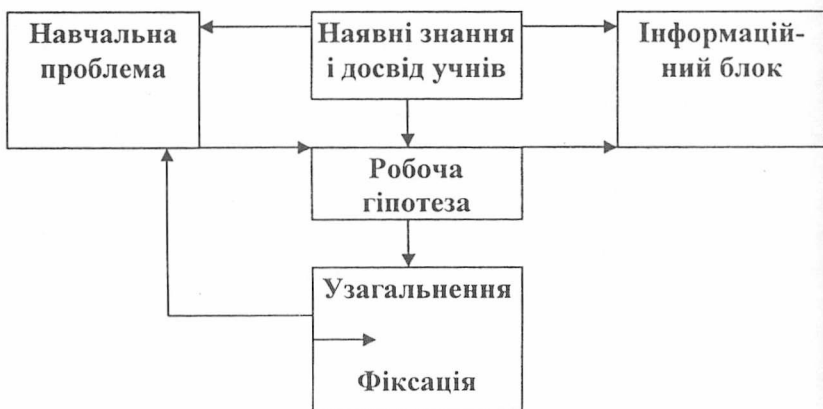 Навчальна
проблема
Наявні знання
і досвід учнів
Інформацій-
ний блок
Робоча
гіпотеза
Узагальнення
Фіксація